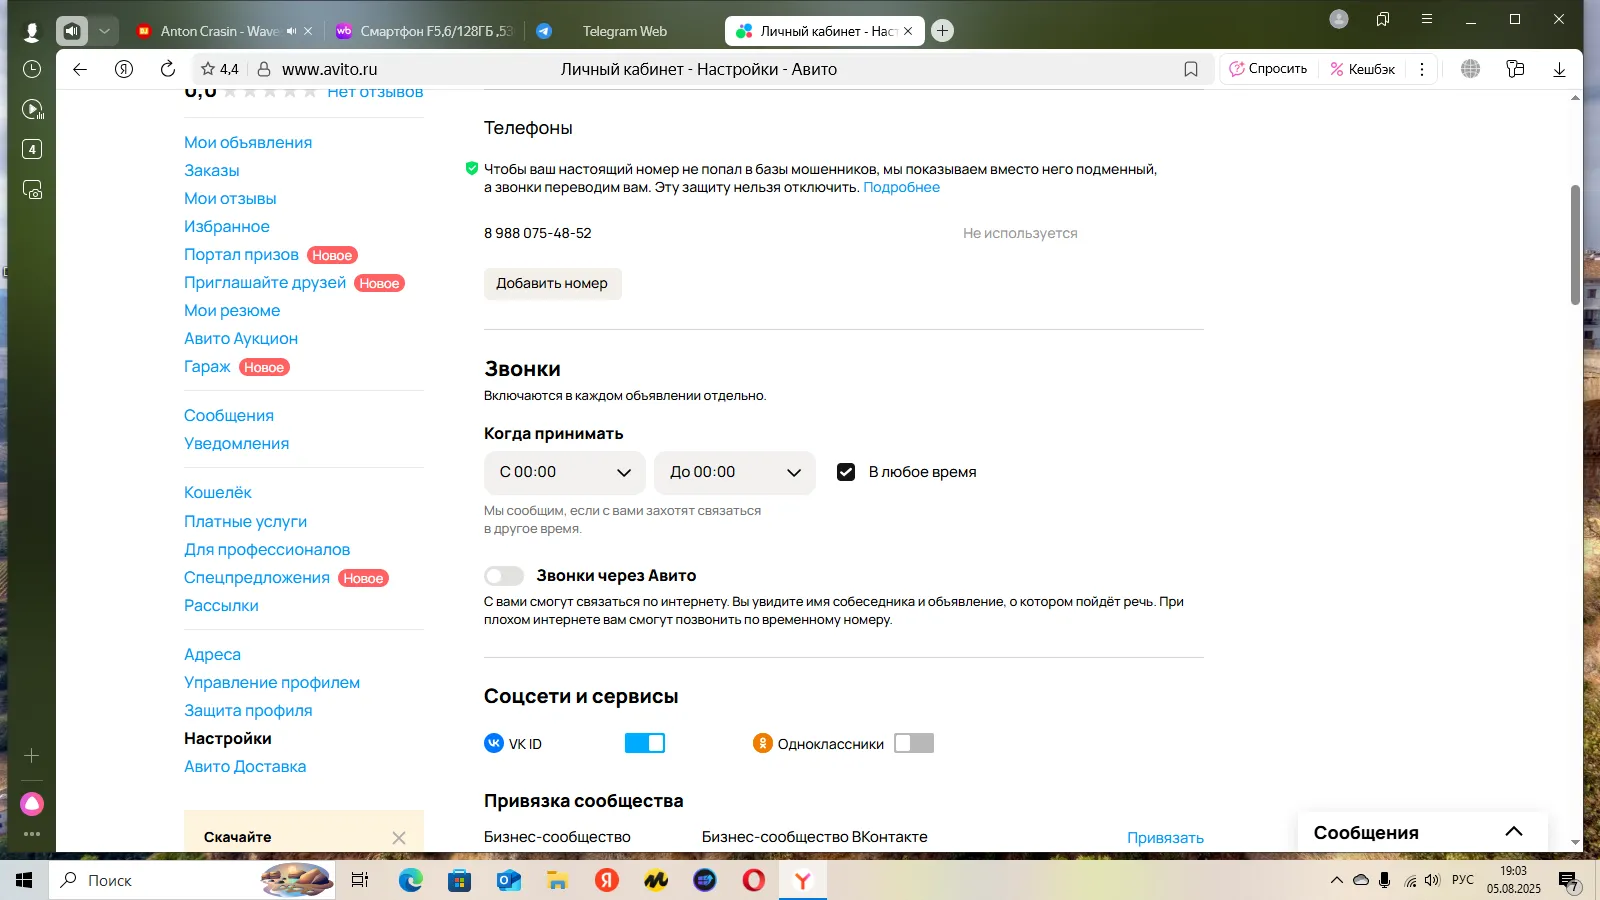 Anton Crasin - Wave
Смартфон F5,6/128ГБ ,53
Telegram Web
Личный кабинет - Нас
4,4
www.avito.ru
Личный кабинет - Настройки - Авито
Спросить
Кешбэк
4
0,0
Нет отзывов
Мои объявления
Заказы
Мои отзывы
Избранное
Портал призов Новое
Приглашайте друзей Новое
Мои резюме
Авито Аукцион
Гараж Новое
Сообщения
Уведомления
Кошелёк
Платные услуги
Для профессионалов
Спецпредложения Новое
Рассылки
Адреса
Управление профилем
Защита профиля
Настройки
Авито Доставка
Скачайте
Телефоны
Чтобы ваш настоящий номер не попал в базы мошенников, мы показываем вместо него подменный,
а звонки переводим вам. Эту защиту нельзя отключить. Подробнее
8 988 075-48-52
Не используется
Добавить номер
Звонки
Включаются в каждом объявлении отдельно.
Когда принимать
С 00:00
До 00:00
В любое время
Мы сообщим, если с вами захотят связаться
в другое время.
Звонки через Авито
С вами смогут связаться по интернету. Вы увидите имя собеседника и объявление, о котором пойдёт речь. При
плохом интернете вам смогут позвонить по временному номеру.
Соцсети и сервисы
VK ID
Одноклассники
Привязка сообщества
Бизнес-сообщество
Бизнес-сообщество ВКонтакте
Привязать
Сообщения
Поиск
РУС
19:03
05.08.2025
7